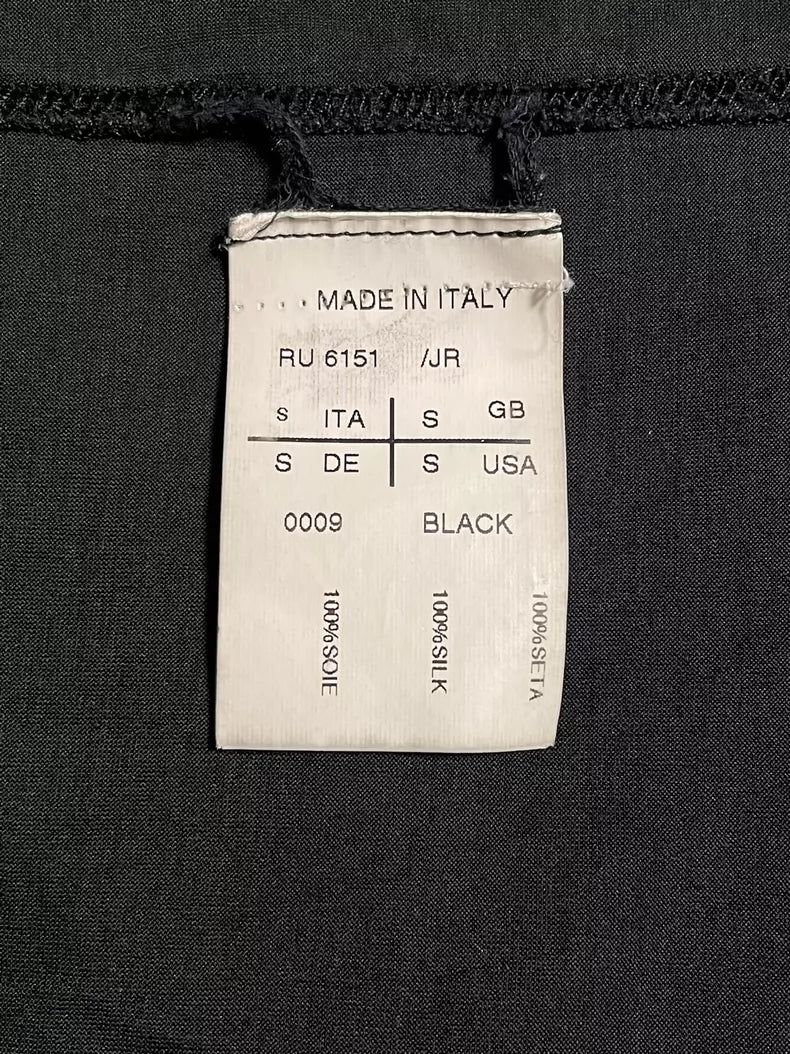 MADE IN ITALY
RU 6151 /JR
S ITA S GB
S DE S USA
0009 BLACK
100%SOIE
100%SILK
100%SETA